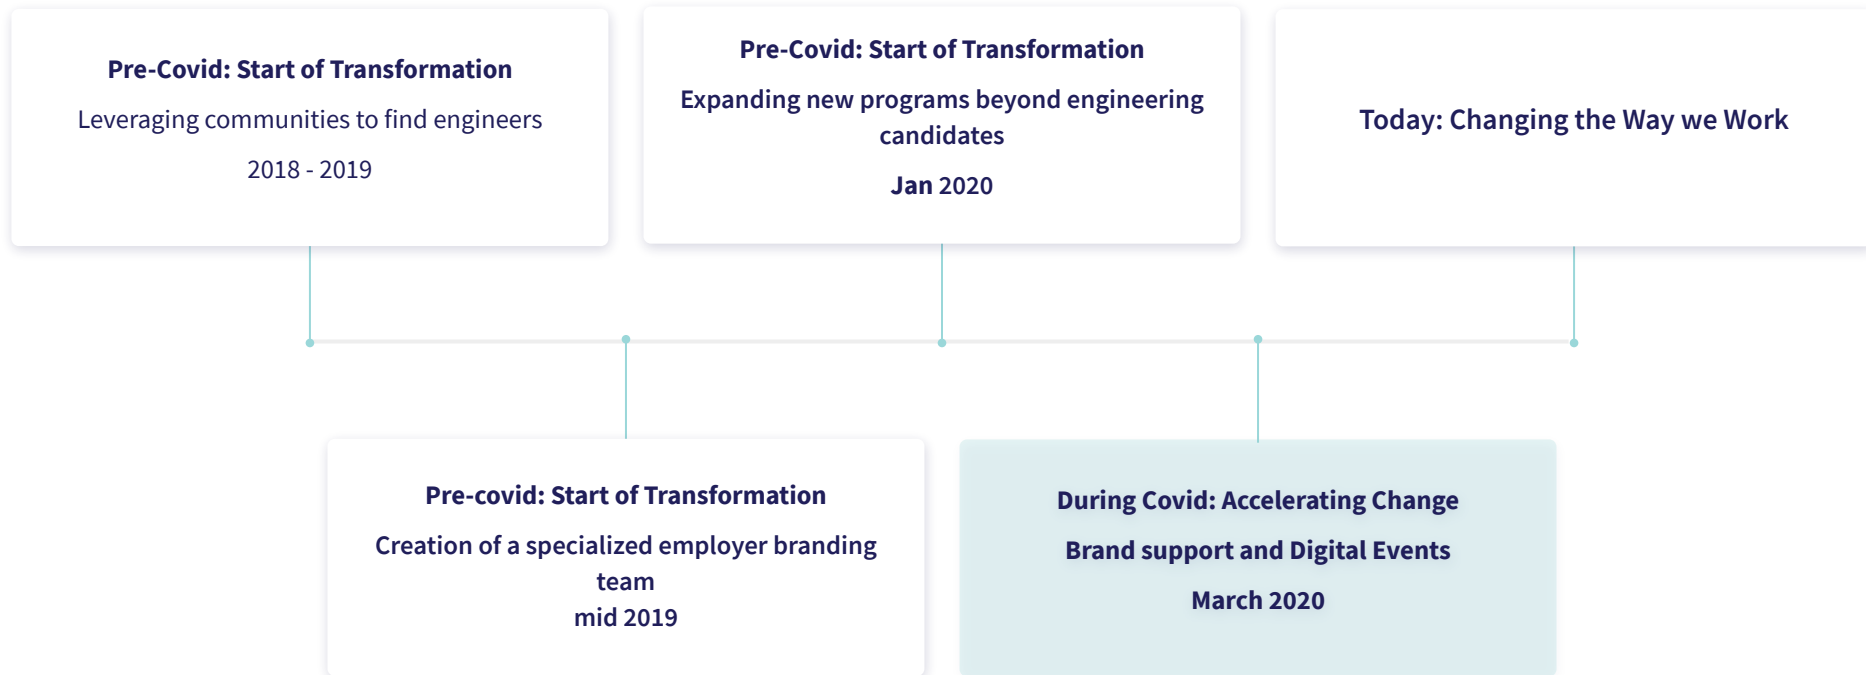 Pre-Covid: Start of Transformation
Leveraging communities to find engineers
2018 - 2019
Pre-Covid: Start of Transformation
Expanding new programs beyond engineering
candidates
Jan 2020
Today: Changing the Way we Work
Pre-covid: Start of Transformation
Creation of a specialized employer branding
team
mid 2019
During Covid: Accelerating Change
Brand support and Digital Events
March 2020